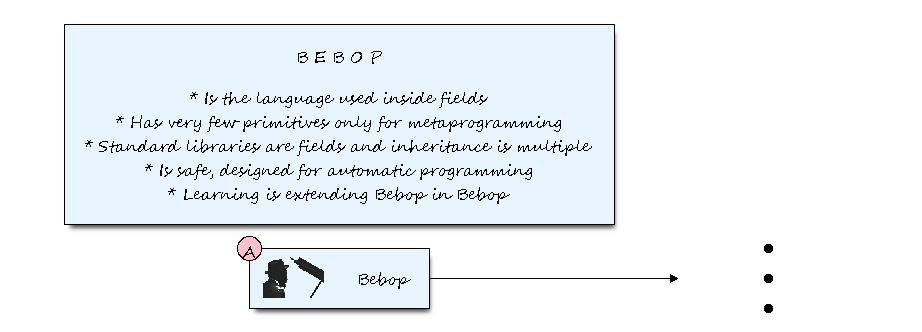 BEBOP
* Is the language used inside fields
* Has very few primitives only for metaprogramming
* Standard libraries are fields and inheritance is multiple
* Is safe, designed for automatic programming
* Learning is extending Bebop in Bebop
A
Bebop